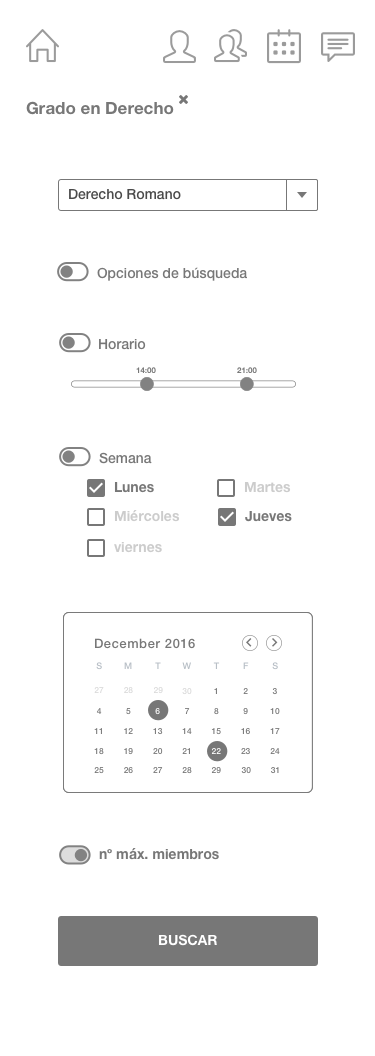 Grado en Derecho ×
Derecho Romano
Opciones de búsqueda
Horario
14:00 21:00
Semana
Lunes Martes
Miércoles Jueves
viernes
December 2016
S M T W T F S
27 28 29 30 1 2 3
4 5 6 7 8 9 10
11 12 13 14 15 16 17
18 19 20 21 22 23 24
25 26 27 28 29 30 31
nº máx. miembros
BUSCAR